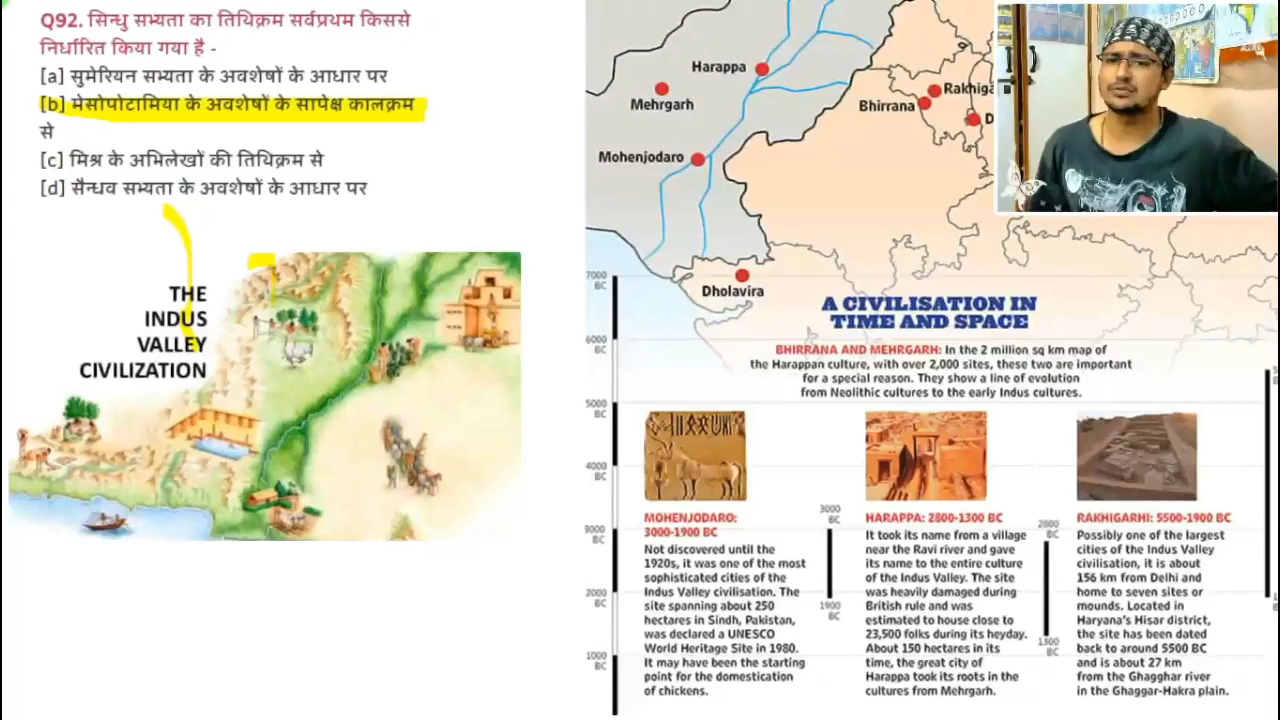 Q92. सिन्धु सभ्यता का तिथिक्रम सर्वप्रथम किससे
निर्धारित किया गया है -
[a] सुमेरियन सभ्यता के अवशेषों के आधार पर
[b] मेसोपोटामिया के अवशेषों के सापेक्ष कालक्रम
से
[c] मिश्र के अभिलेखों की तिथिक्रम से
[d] सैन्धव सभ्यता के अवशेषों के आधार पर
THE
INDUS
VALLEY
CIVILIZATION
Harappa
Mehrgarh
Rakhiga
Bhirrana
D
Mohenjodaro
Dholavira
7000
BC
6000
BC
5000
BC
4000
BC
3000
BC
2000
BC
1000
BC
A CIVILISATION IN
TIME AND SPACE
BHIRRANA AND MEHRGARH: In the 2 million sq km map of
the Harappan culture, with over 2,000 sites, these two are important
for a special reason. They show a line of evolution
from Neolithic cultures to the early Indus cultures.
MOHENJODARO:
3000-1900 BC
Not discovered until the
1920s, it was one of the most
sophisticated cities of the
Indus Valley civilisation. The
site spanning about 250
hectares in Sindh, Pakistan,
was declared a UNESCO
World Heritage Site in 1980.
It may have been the starting
point for the domestication
of chickens.
3000
BC
1900
BC
HARAPPA: 2800-1300 BC
It took its name from a village
near the Ravi river and gave
its name to the entire culture
of the Indus Valley. The site
was heavily damaged during
British rule and was
estimated to house close to
23,500 folks during its heyday.
About 150 hectares in its
time, the great city of
Harappa took its roots in the
cultures from Mehrgarh.
2800
BC
1300
BC
RAKHIGARHI: 5500-1900 BC
Possibly one of the largest
cities of the Indus Valley
civilisation, it is about
156 km from Delhi and
home to seven sites or
mounds. Located in
Haryana's Hisar district,
the site has been dated
back to around 5500 BC
and is about 27 km
from the Ghagghar river
in the Ghaggar-Hakra plain.